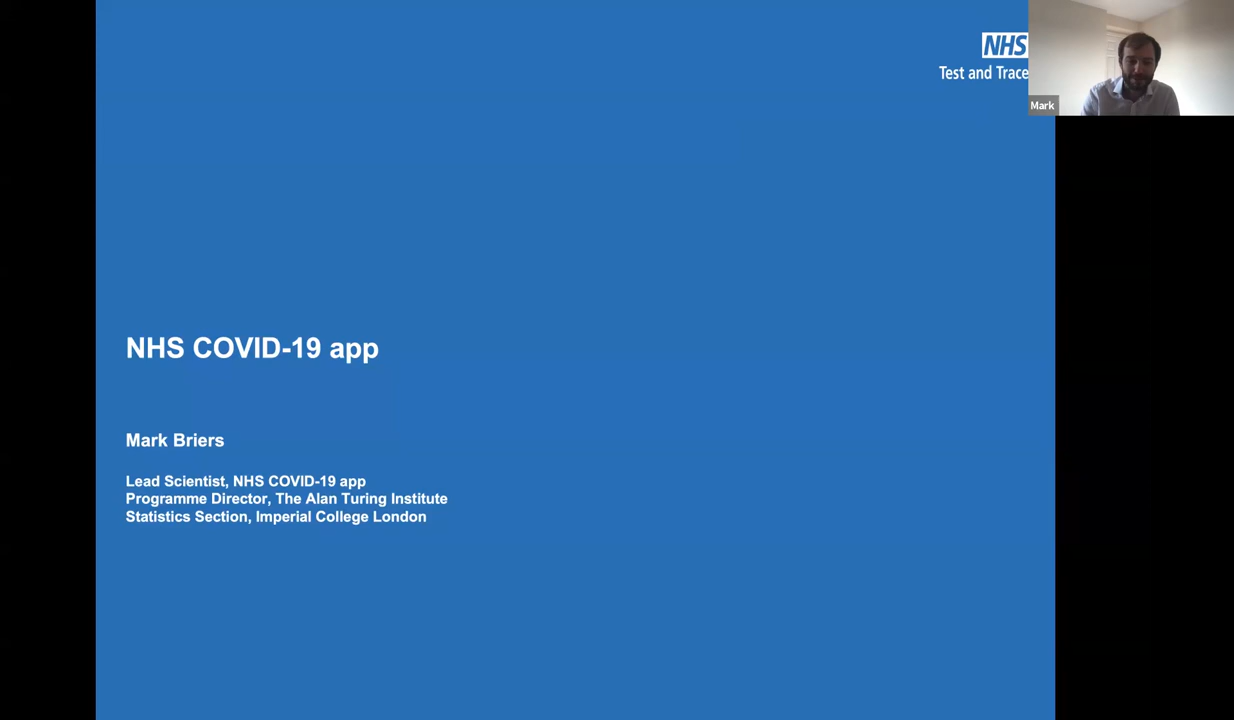 NHS
Test and Trace
Mark
NHS COVID-19 app
Mark Briers
Lead Scientist, NHS COVID-19 app
Programme Director, The Alan Turing Institute
Statistics Section, Imperial College London